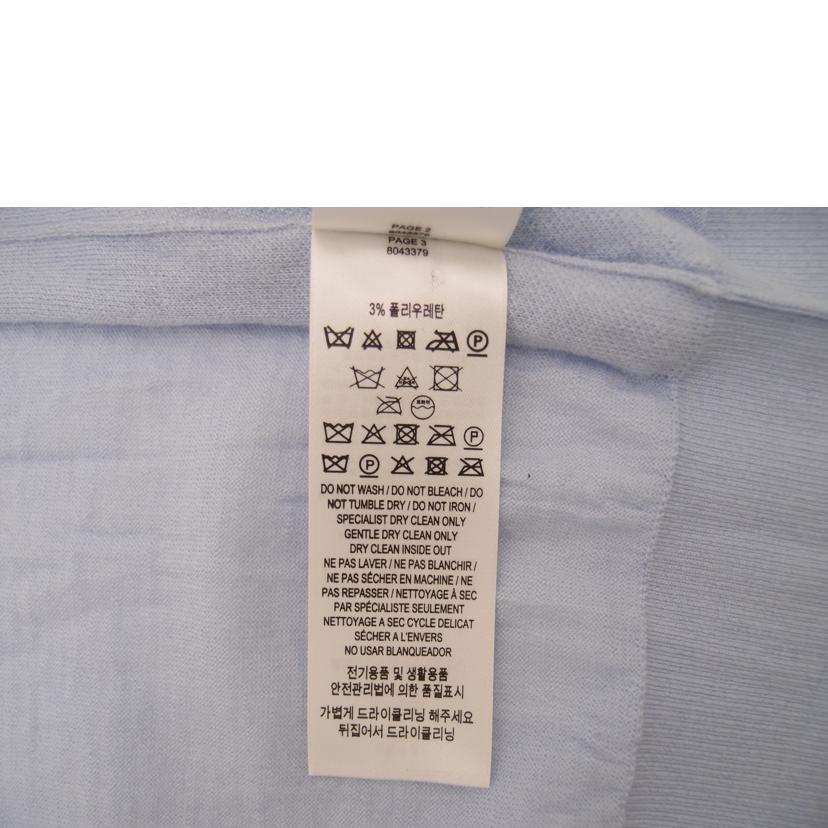 PAGE 2
8043379
PAGE 3
8043379
3% 폴리우레탄
P
P
P
DO NOT WASH / DO NOT BLEACH / DO
NOT TUMBLE DRY / DO NOT IRON /
SPECIALIST DRY CLEAN ONLY
GENTLE DRY CLEAN ONLY
DRY CLEAN INSIDE OUT
NE PAS LAVER / NE PAS BLANCHIR /
NE PAS SÉCHER EN MACHINE / NE
PAS REPASSER / NETTOYAGE À SEC
PAR SPÉCIALISTE SEULEMENT
NETTOYAGE A SEC CYCLE DELICAT
SÉCHER A L'ENVERS
NO USAR BLANQUEADOR
전기용품 및 생활용품
안전관리법에 의한 품질표시
가볍게 드라이클리닝 해주세요
뒤집어서 드라이클리닝